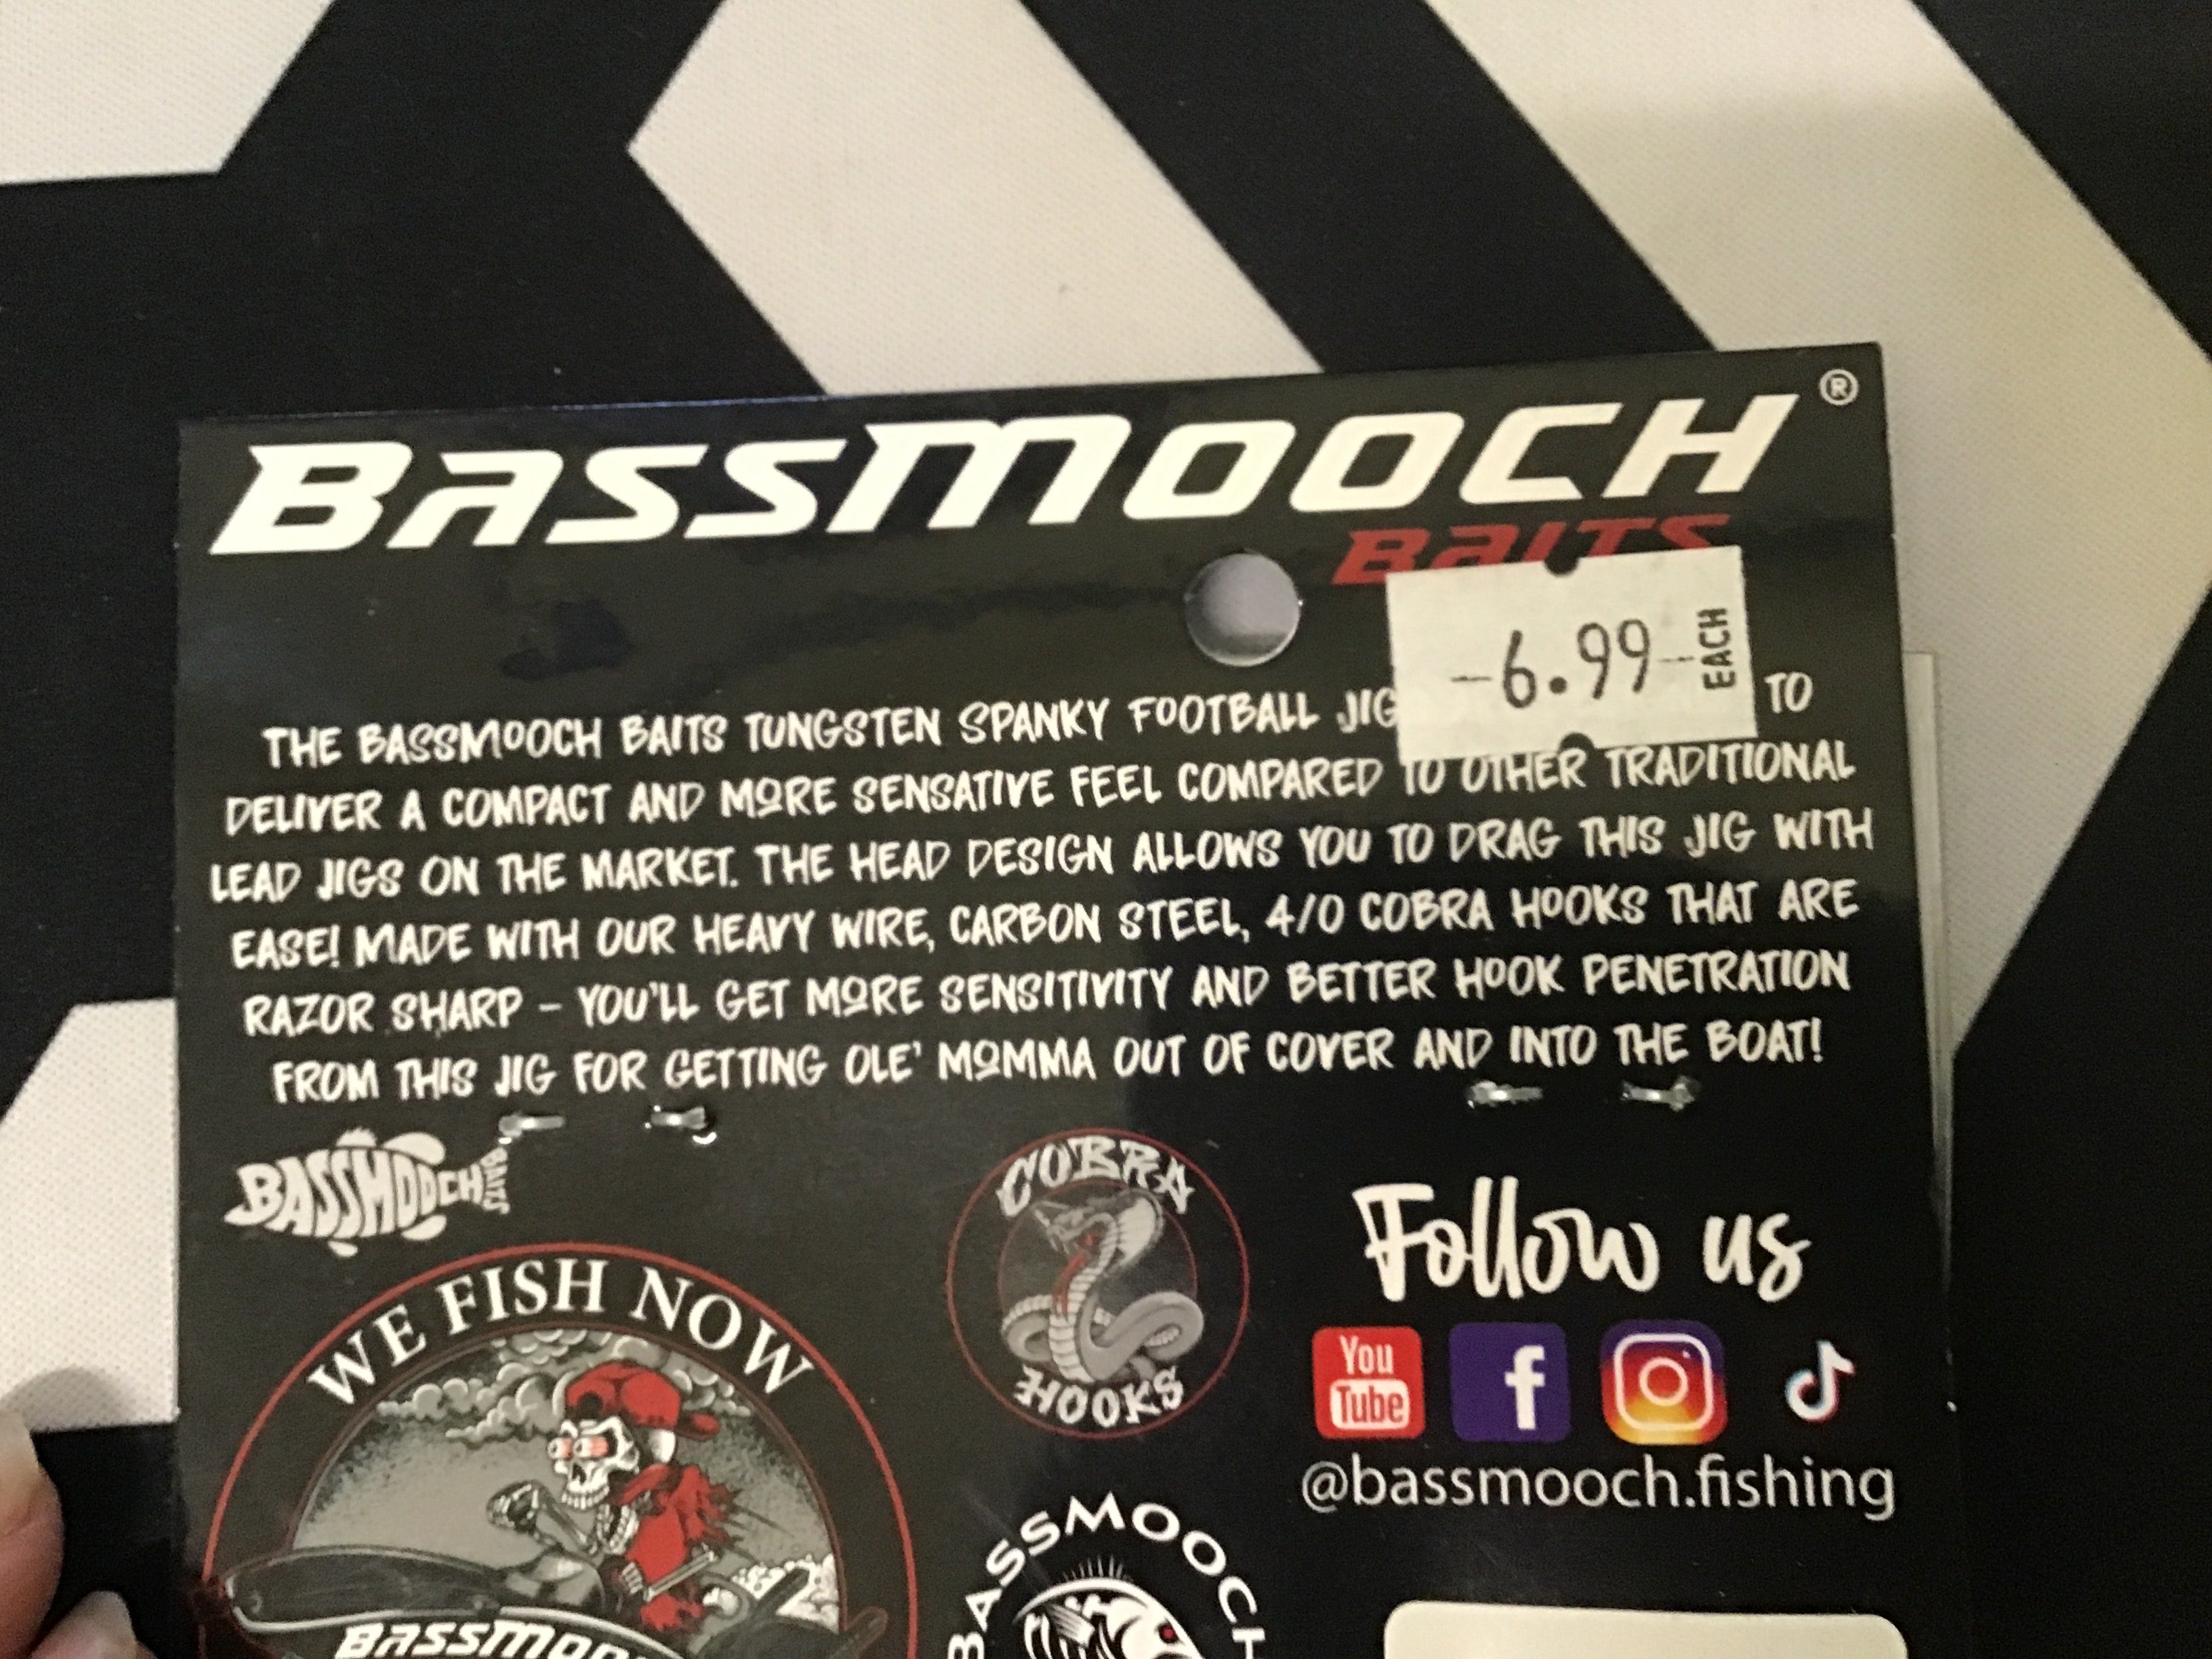 BASSMOOCH ®
BAITS
-6.99- EACH
THE BASSMOOCH BAITS TUNGSTEN SPANKY FOOTBALL JIG TO
DELIVER A COMPACT AND MORE SENSATIVE FEEL COMPARED TO OTHER TRADITIONAL
LEAD JIGS ON THE MARKET. THE HEAD DESIGN ALLOWS YOU TO DRAG THIS JIG WITH
EASE! MADE WITH OUR HEAVY WIRE, CARBON STEEL, 4/0 COBRA HOOKS THAT ARE
RAZOR SHARP - YOU'LL GET MORE SENSITIVITY AND BETTER HOOK PENETRATION
FROM THIS JIG FOR GETTING OLE' MOMMA OUT OF COVER AND INTO THE BOAT!
BASSMOOCH BAITS
WE FISH NOW
COBRA
HOOKS
Follow us
You
Tube
f
@bassmooch.fishing
BASSMOOCH